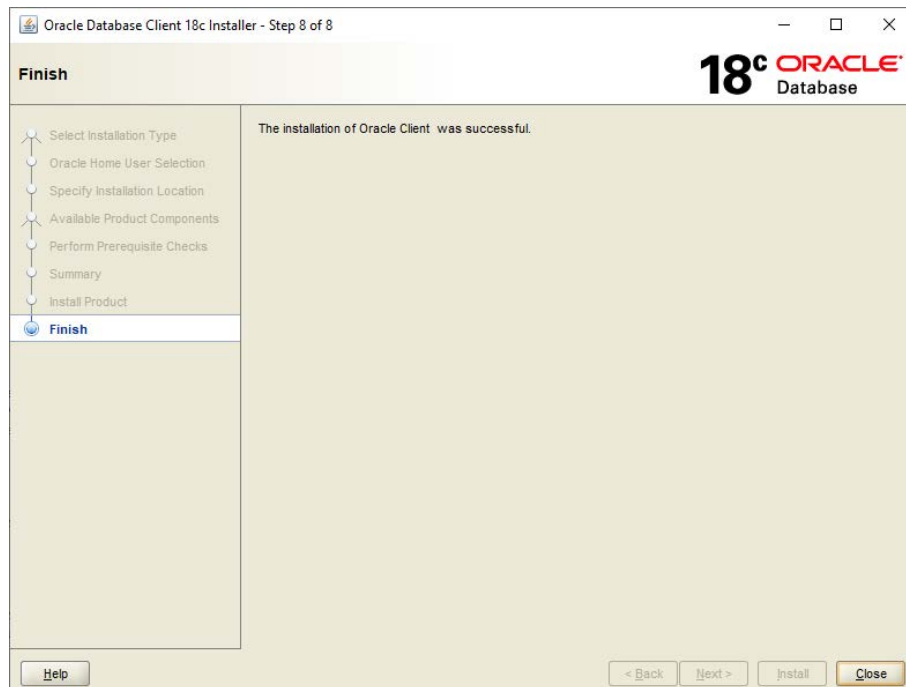 Oracle Database Client 18c Installer - Step 8 of 8
Finish
18c ORACLE
Database
Select Installation Type
Oracle Home User Selection
Specify Installation Location
Available Product Components
Perform Prerequisite Checks
Summary
Install Product
Finish
The installation of Oracle Client  was successful.
Help
< Back
Next >
Install
Close